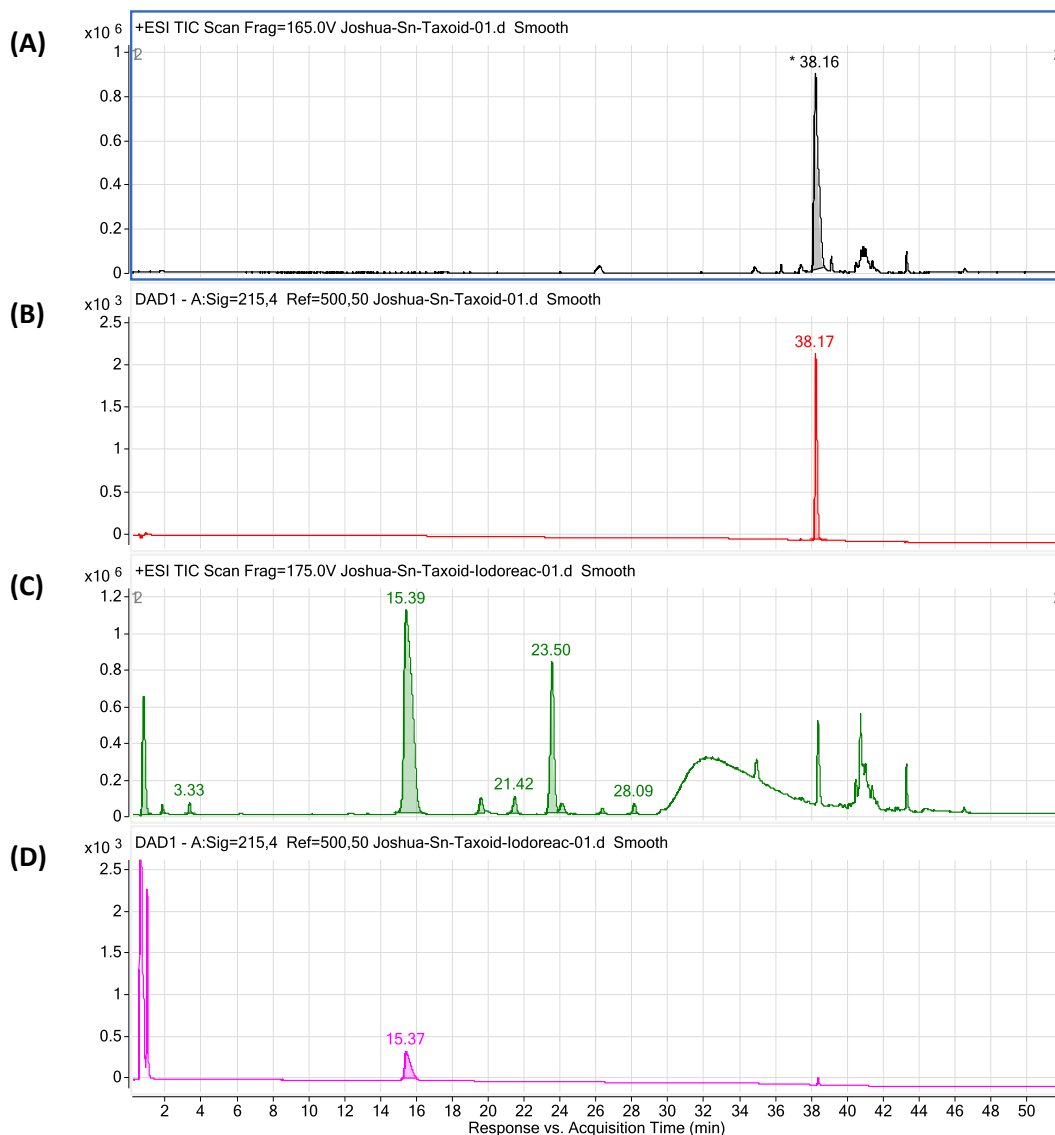 (A)
+ESI TIC Scan Frag=165.0V Joshua-Sn-Taxoid-01.d Smooth
x10 6
1
0.8
0.6
0.4
0.2
0
12
* 38.16
(B)
DAD1 - A:Sig=215,4 Ref=500,50 Joshua-Sn-Taxoid-01.d Smooth
x10 3
2.5
2
1.5
1
0.5
0
38.17
(C)
+ESI TIC Scan Frag=175.0V Joshua-Sn-Taxoid-Iodoreac-01.d Smooth
x10 6
1.2
1
0.8
0.6
0.4
0.2
0
12
3.33
15.39
21.42
23.50
28.09
(D)
DAD1 - A:Sig=215,4 Ref=500,50 Joshua-Sn-Taxoid-Iodoreac-01.d Smooth
x10 3
2.5
2
1.5
1
0.5
0
15.37
2 4 6 8 10 12 14 16 18 20 22 24 26 28 30 32 34 36 38 40 42 44 46 48 50
Response vs. Acquisition Time (min)